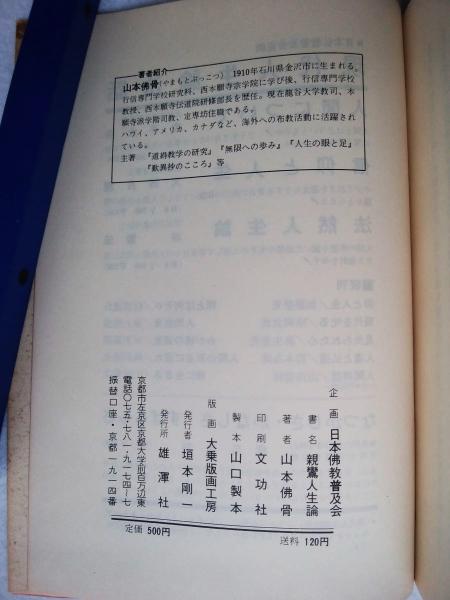 著者紹介
山本佛骨(やまもとぶっこつ) 1910年石川県金沢市に生まれる。
行信専門学校研究科、西本願寺宗学院に学び後、行信専門学校
教授、西本願寺伝道院研修部長を歴任。現在龍谷大教司、本
願寺派学階司教、定専坊住職である。
ハワイ、アメリカ、カナダなど、海外への布教活動に活躍され
ている。
主著 『道綽教学の研究』『無限への歩み』『人生の眼と足』
『歎異抄のこころ』等
企画 日本佛教普及会
書名 親鸞人生論
著者 山本佛骨
印刷 文功社
製本 山口製本
版画 大乗版画工房
発行者 垣本剛一
発行所 雄渾社
京都市左京区京都大学前百万辺東
電話〇七五-七八一-九一七四~七
振替口座・京都一九一四番
定価 500円 送料 120円